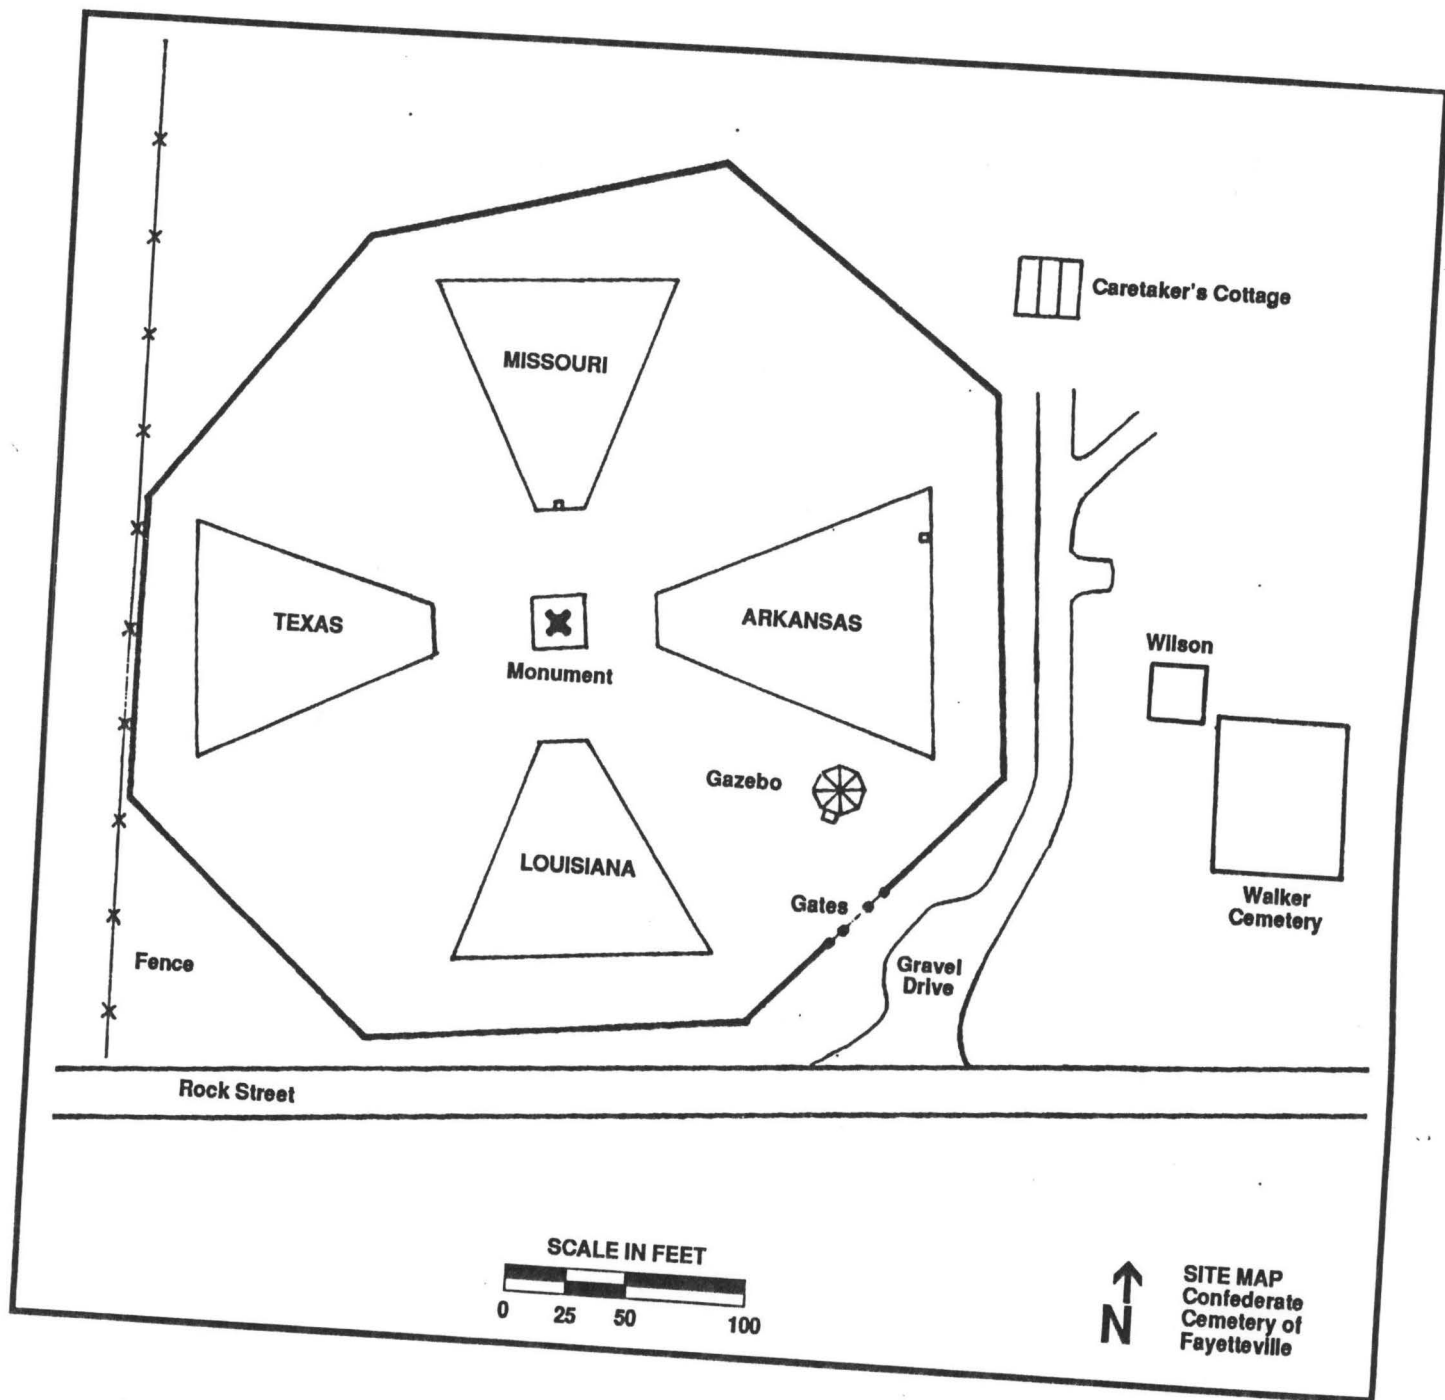 Caretaker's Cottage
MISSOURI
TEXAS
ARKANSAS
Monument
Wilson
Gazebo
LOUISIANA
Gates
Walker
Cemetery
Fence
Gravel
Drive
Rock Street
SCALE IN FEET
0 25 50 100
N
SITE MAP
Confederate
Cemetery of
Fayetteville